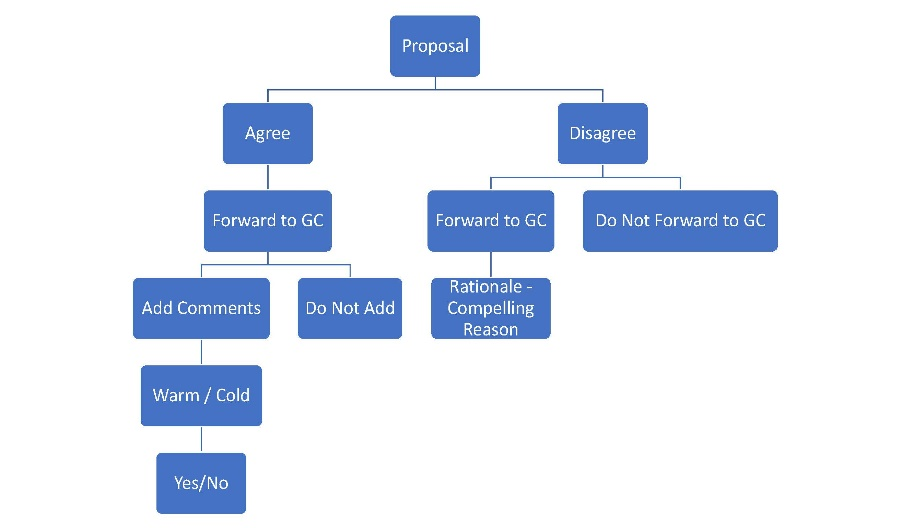 Proposal
Agree
Disagree
Forward to GC
Forward to GC
Do Not Forward to GC
Add Comments
Do Not Add
Rationale -
Compelling
Reason
Warm / Cold
Yes/No